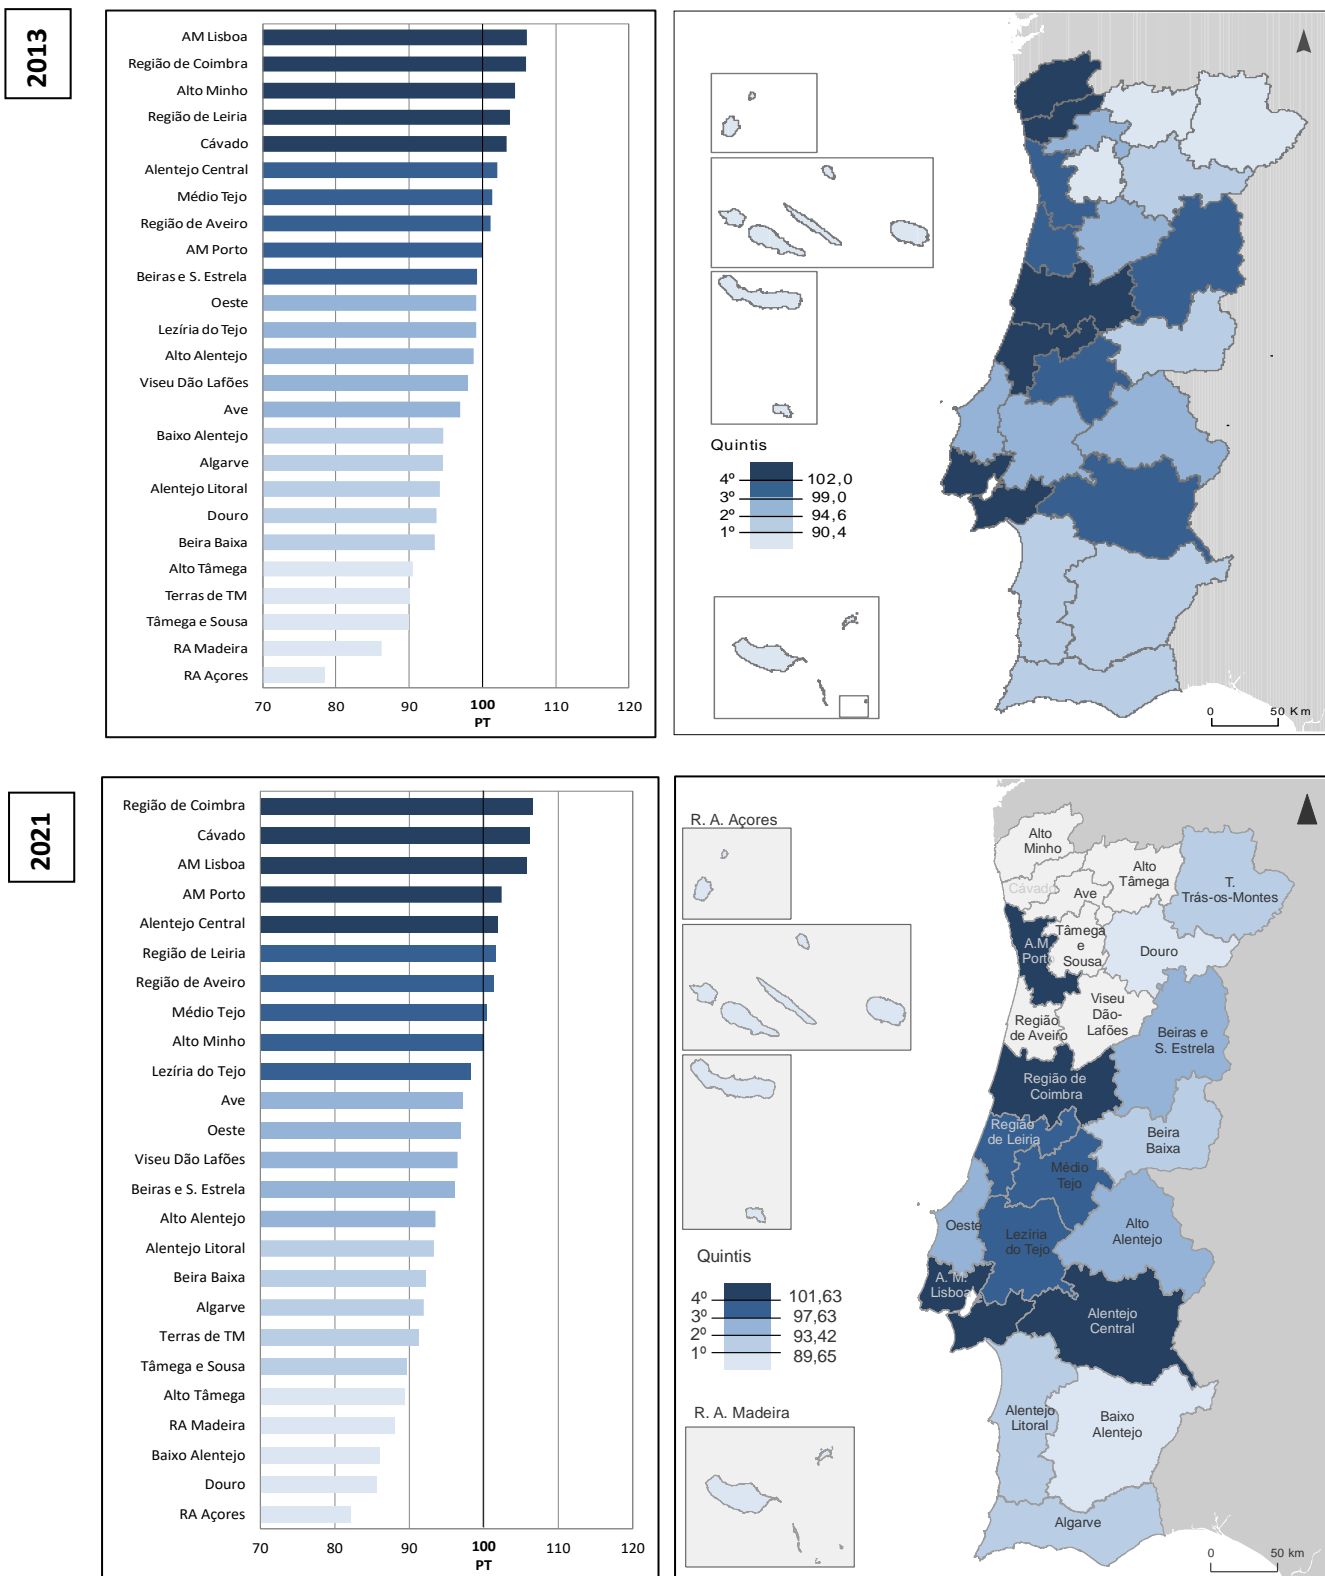 2013
AM Lisboa
Região de Coimbra
Alto Minho
Região de Leiria
Cávado
Alentejo Central
Médio Tejo
Região de Aveiro
AM Porto
Beiras e S. Estrela
Oeste
Lezíria do Tejo
Alto Alentejo
Viseu Dão Lafões
Ave
Baixo Alentejo
Algarve
Alentejo Litoral
Douro
Beira Baixa
Alto Tâmega
Terras de TM
Tâmega e Sousa
RA Madeira
RA Açores
70 80 90 100 110 120
PT
Quintis
4º 102,0
3º 99,0
2º 94,6
1º 90,4
0 50 Km
2021
Região de Coimbra
Cávado
AM Lisboa
AM Porto
Alentejo Central
Região de Leiria
Região de Aveiro
Médio Tejo
Alto Minho
Lezíria do Tejo
Ave
Oeste
Viseu Dão Lafões
Beiras e S. Estrela
Alto Alentejo
Alentejo Litoral
Beira Baixa
Algarve
Terras de TM
Tâmega e Sousa
Alto Tâmega
RA Madeira
Baixo Alentejo
Douro
RA Açores
70 80 90 100 110 120
PT
R. A. Açores
Quintis
4º 101,63
3º 97,63
2º 93,42
1º 89,65
R. A. Madeira
Alto
Minho
Cávado
Ave
Alto
Tâmega
T.
Trás-os-Montes
A.M
Porto
Tâmega
e
Sousa
Douro
Região
de Aveiro
Viseu
Dão-
Lafões
Beiras e
S. Estrela
Região de
Coimbra
Região
de Leiria
Médio
Tejo
Beira
Baixa
Oeste
Lezíria
do Tejo
Alto
Alentejo
A. M.
Lisboa
Alentejo
Central
Alentejo
Litoral
Baixo
Alentejo
Algarve
0 50 km